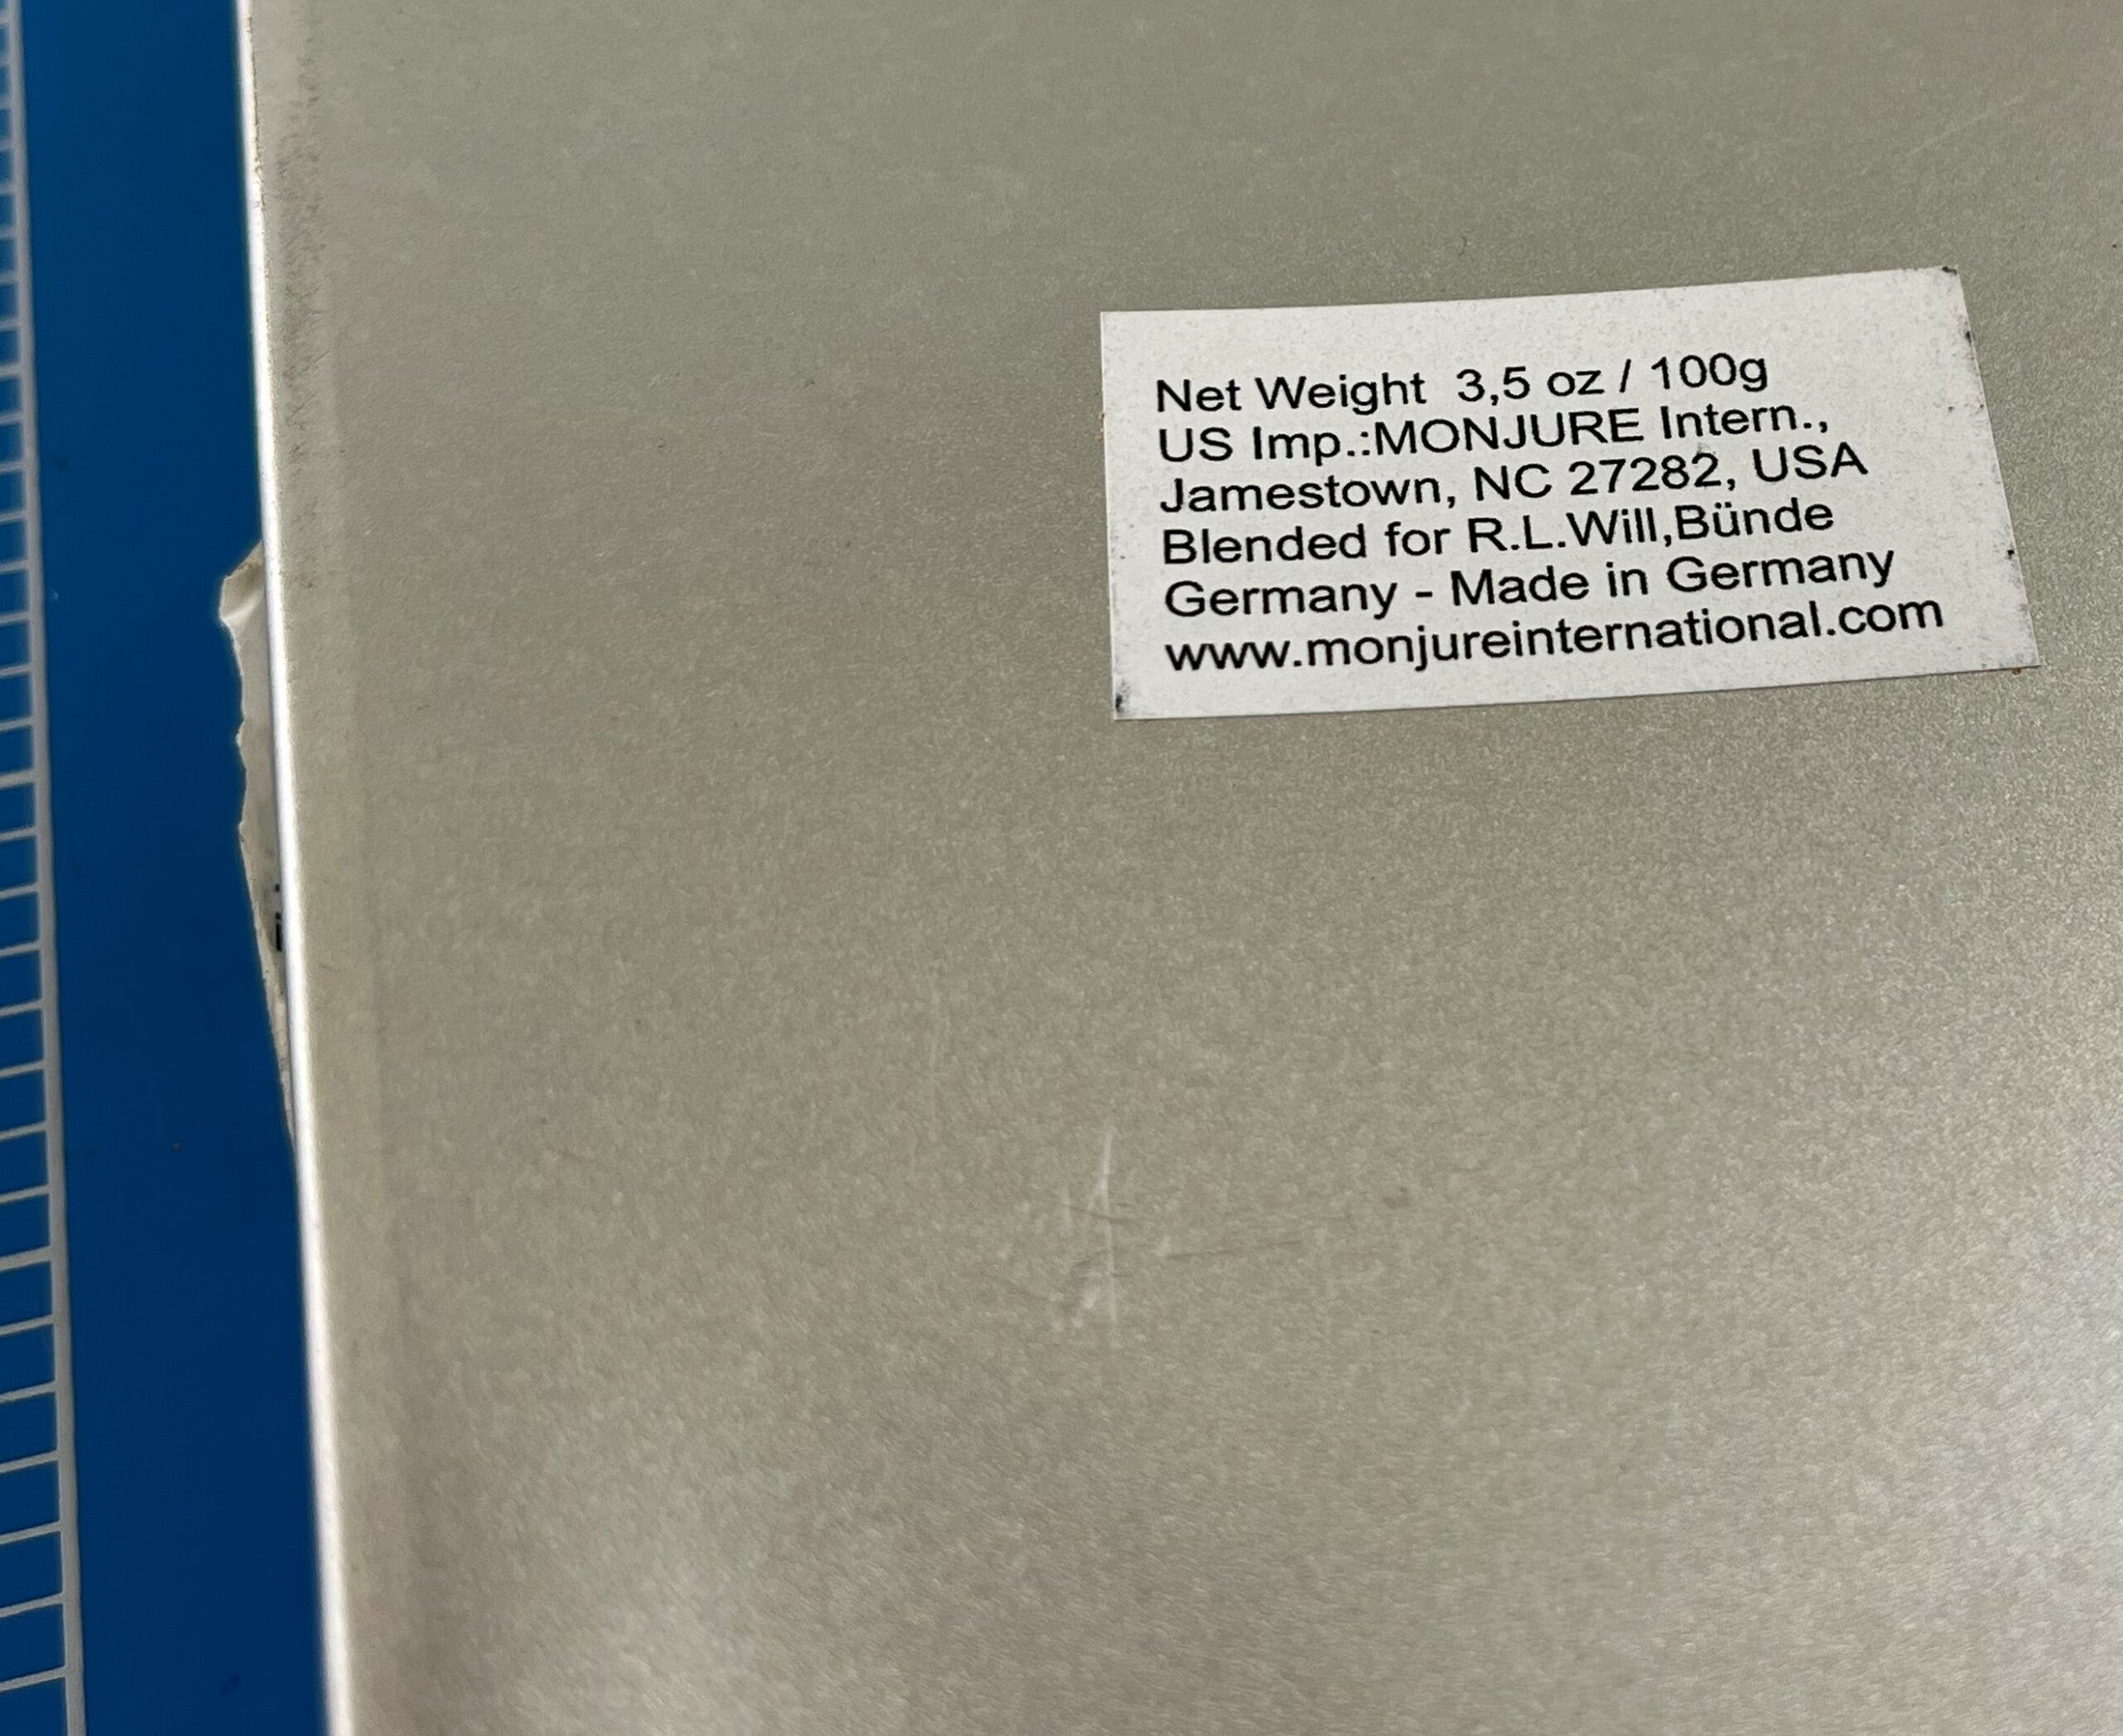 Net Weight  3,5 oz / 100g
US Imp.:MONJURE Intern.,
Jamestown, NC 27282, USA
Blended for R.L.Will,Bünde
Germany - Made in Germany
www.monjureinternational.com